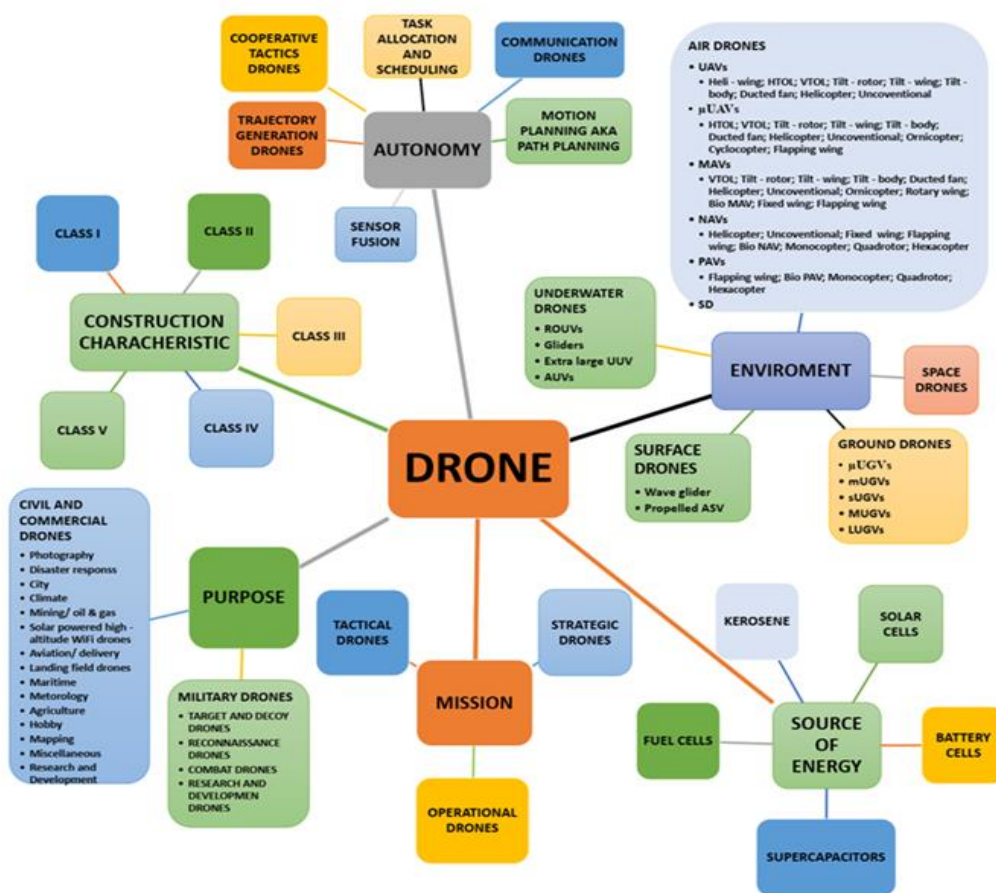 COOPERATIVE
TACTICS
DRONES
TASK
ALLOCATION
AND
SCHEDULING
COMMUNICATION
DRONES
TRAJECTORY
GENERATION
DRONES
AUTONOMY
MOTION
PLANNING AKA
PATH PLANNING
SENSOR
FUSION
AIR DRONES
• UAVs
• Heli - wing; HTOL; VTOL; Tilt - rotor; Tilt - wing; Tilt -
body; Ducted fan; Helicopter; Uncoventional
• µUAVs
• HTOL; VTOL; Tilt - rotor; Tilt - wing; Tilt - body;
Ducted fan; Helicopter; Uncoventional; Ornicopter;
Cyclocopter; Flapping wing
• MAVs
• VTOL; Tilt - rotor; Tilt - wing; Tilt - body; Ducted fan;
Helicopter; Uncoventional; Ornicopter; Rotary wing;
Bio MAV; Fixed wing; Flapping wing
• NAVs
• Helicopter; Uncoventional; Fixed wing; Flapping
wing; Bio NAV; Monocopter; Quadrotor; Hexacopter
• PAVs
• Flapping wing; Bio PAV; Monocopter; Quadrotor;
Hexacopter
• SD
CLASS I
CLASS II
CONSTRUCTION
CHARACHERISTIC
CLASS III
CLASS V
CLASS IV
UNDERWATER
DRONES
• ROUVs
• Gliders
• Extra large UUV
• AUVs
ENVIROMENT
SPACE
DRONES
DRONE
SURFACE
DRONES
• Wave glider
• Propelled ASV
GROUND DRONES
• µUGVs
• mUGVs
• sUGVs
• MUGVs
• LUGVs
CIVIL AND
COMMERCIAL
DRONES
• Photography
• Disaster responss
• City
• Climate
• Mining/ oil & gas
• Solar powered high -
altitude WiFi drones
• Aviation/ delivery
• Landing field drones
• Maritime
• Metorology
• Agriculture
• Hobby
• Mapping
• Miscellaneous
• Research and
Development
PURPOSE
MILITARY DRONES
• TARGET AND DECOY
DRONES
• RECONNAISSANCE
DRONES
• COMBAT DRONES
• RESEARCH AND
DEVELOPMEN
DRONES
TACTICAL
DRONES
STRATEGIC
DRONES
MISSION
OPERATIONAL
DRONES
KEROSENE
SOLAR
CELLS
FUEL CELLS
SOURCE
OF
ENERGY
BATTERY
CELLS
SUPERCAPACITORS